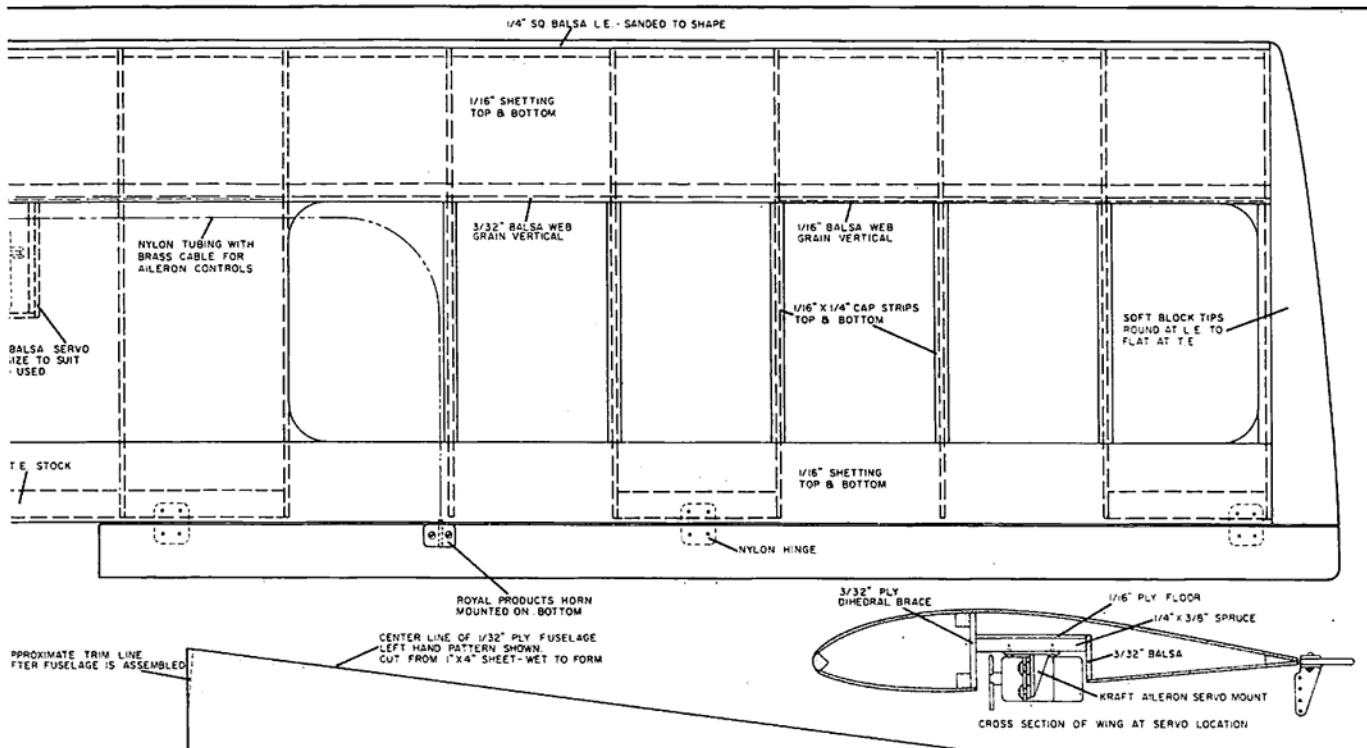 1/4" SQ. BALSA L.E. - SANDED TO SHAPE
1/16" SHETTING
TOP & BOTTOM
NYLON TUBING WITH
BRASS CABLE FOR
AILERON CONTROLS
3/32" BALSA WEB
GRAIN VERTICAL
1/16" BALSA WEB
GRAIN VERTICAL
1/16" X 1/4" CAP STRIPS
TOP & BOTTOM
SOFT BLOCK TIPS
ROUND AT L.E. TO
FLAT AT T.E.
BALSA SERVO
IZE TO SUIT
USED
T.E. STOCK
1/16" SHETTING
TOP & BOTTOM
NYLON HINGE
ROYAL PRODUCTS HORN
MOUNTED ON BOTTOM
3/32" PLY
DIHEDRAL BRACE
1/16" PLY FLOOR
1/4" X 3/8" SPRUCE
3/32" BALSA
KRAFT AILERON SERVO MOUNT
CROSS SECTION OF WING AT SERVO LOCATION
CENTER LINE OF 1/32" PLY FUSELAGE
LEFT HAND PATTERN SHOWN.
CUT FROM 1"X4" SHEET-WET TO FORM
PPROXIMATE TRIM LINE
FTER FUSELAGE IS ASSEMBLED